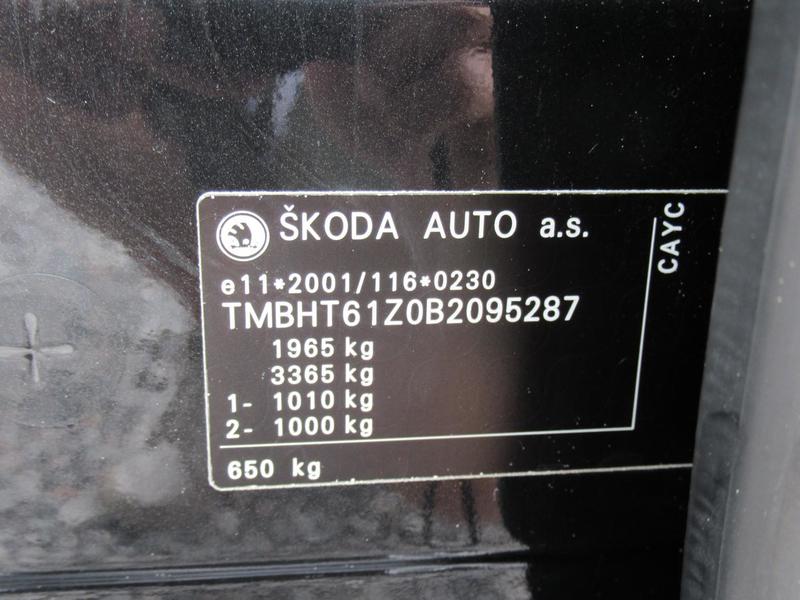 ŠKODA AUTO a.s.
CAYC
e11*2001/116*0230
TMBHT61Z0B2095287
1965 kg
3365 kg
1- 1010 kg
2- 1000 kg
650 kg